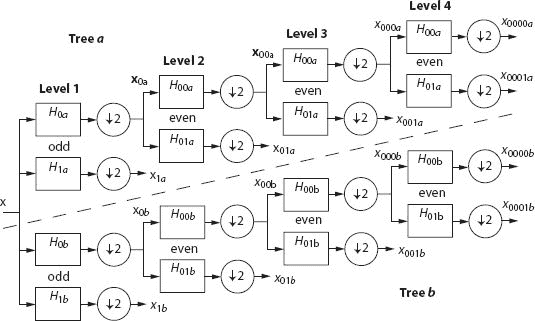 Level 4
Tree a
Level 3
Level 2
Level 1
x
Level 1
H0a
↓2
odd
H1a
↓2
x1a
x0a
H00a
↓2
even
H01a
↓2
x01a
x00a
H00a
↓2
even
H01a
↓2
x001a
x000a
H00a
↓2
x0000a
even
H01a
↓2
x0001a
H0b
↓2
odd
H1b
↓2
x1b
x0b
H00b
↓2
even
H01b
↓2
x01b
x00b
H00b
↓2
even
H01b
↓2
x001b
x000b
H00b
↓2
x0000b
even
H01b
↓2
x0001b
Tree b